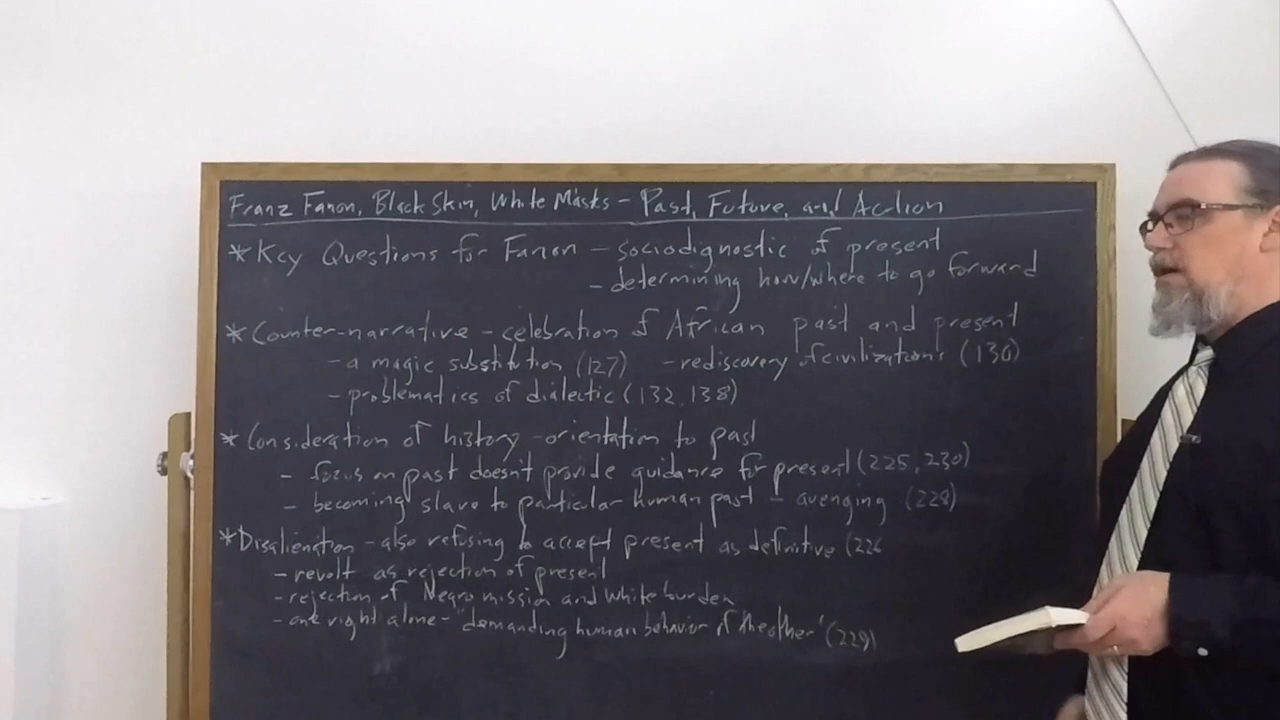 Franz Fanon, Black Skin, White Masks - Past, Future, and Action
* Key Questions for Fanon - sociodignostic of present
- determining how/where to go forward
* Counter-narrative - celebration of African past and present
- a magic substitution (127) - rediscovery of civilizations (130)
- problematics of dialectic (132, 138)
* Consideration of history - orientation to past
- focus on past doesn't provide guidance for present (225, 230)
- becoming slave to particular human past - avenging (228)
* Disalienation - also refusing to accept present as definitive (226
- revolt as rejection of present
- rejection of Negro mission and white burden
- one right alone - "demanding human behavior of the other" (229)